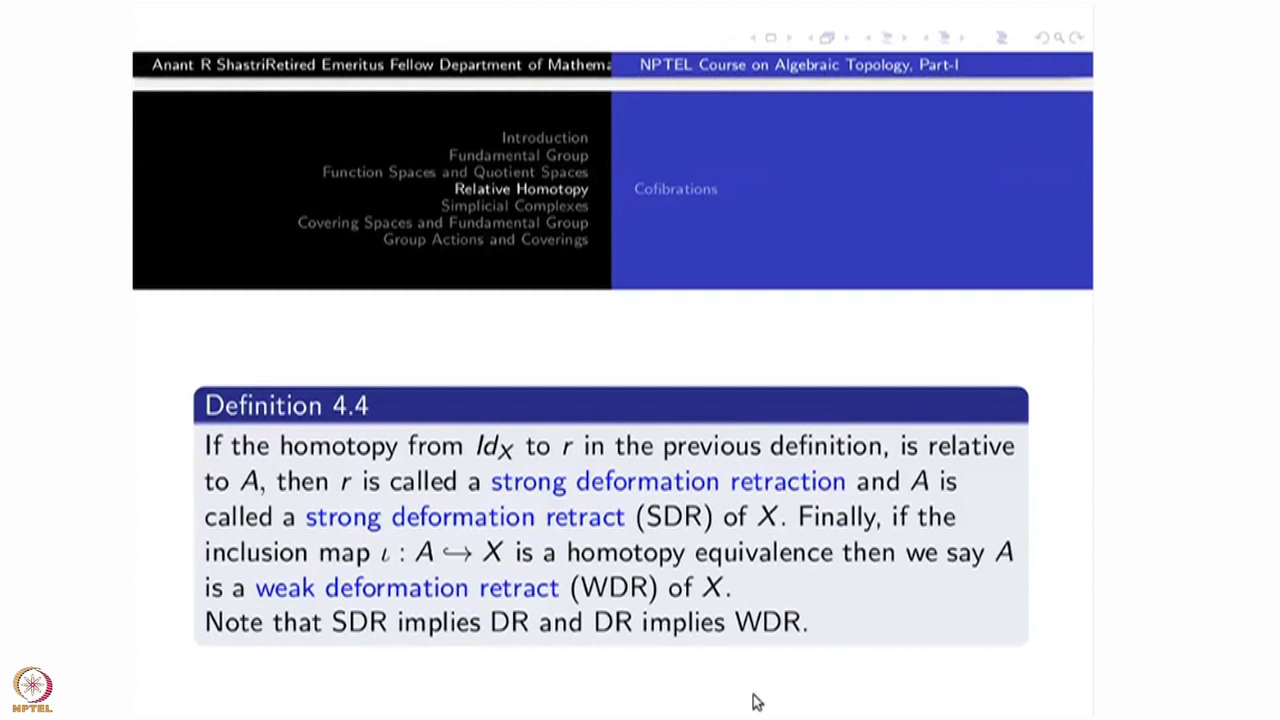 Anant R ShastriRetired Emeritus Fellow Department of Mathema
NPTEL Course on Algebraic Topology, Part-I
Introduction
Fundamental Group
Function Spaces and Quotient Spaces
Relative Homotopy
Simplicial Complexes
Covering Spaces and Fundamental Group
Group Actions and Coverings
Cofibrations
Definition 4.4
If the homotopy from Id_X to r in the previous definition, is relative
to A, then r is called a strong deformation retraction and A is
called a strong deformation retract (SDR) of X. Finally, if the
inclusion map ι : A ↪ X is a homotopy equivalence then we say A
is a weak deformation retract (WDR) of X.
Note that SDR implies DR and DR implies WDR.
NPTEL